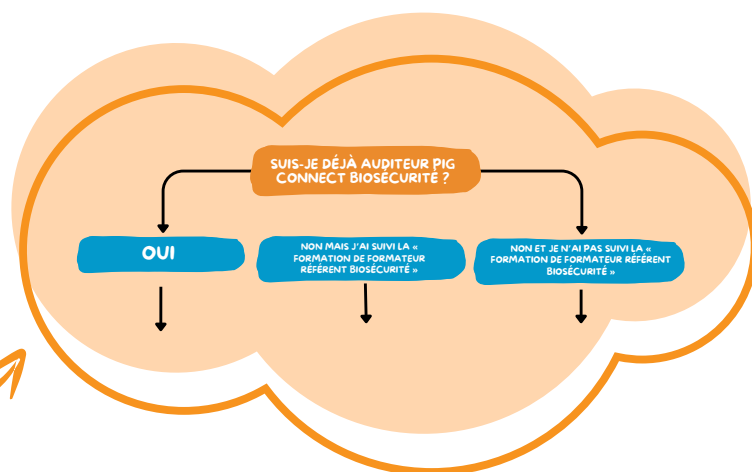 SUIS-JE DÉJÀ AUDITEUR PIG
CONNECT BIOSÉCURITÉ ?
OUI
NON MAIS J'AI SUIVI LA «
FORMATION DE FORMATEUR
RÉFÉRENT BIOSÉCURITÉ »
NON ET JE N'AI PAS SUIVI LA «
FORMATION DE FORMATEUR RÉFÉRENT
BIOSÉCURITÉ »